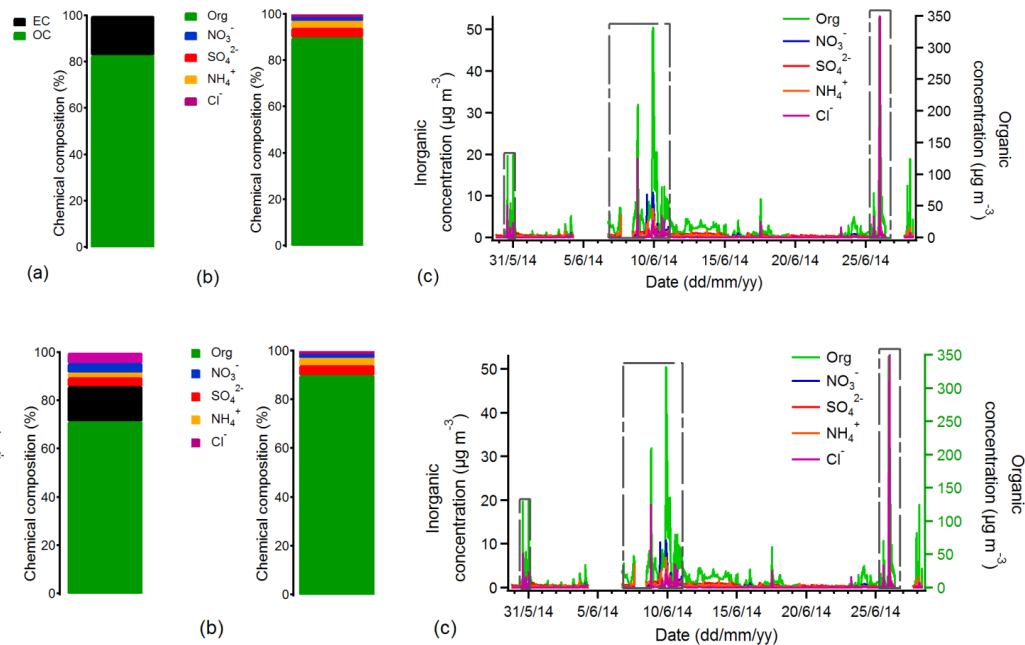 EC
OC
Chemical composition (%)
100
80
60
40
20
0
(a)
Org
NO₃⁻
SO₄²⁻
NH₄⁺
Cl⁻
Chemical composition (%)
100
80
60
40
20
0
(b)
Inorganic
concentration (µg m⁻³)
50
40
30
20
10
0
Org
NO₃⁻
SO₄²⁻
NH₄⁺
Cl⁻
350
300
250
200
150
100
50
0
Organic
concentration (µg m⁻³)
31/5/14 5/6/14 10/6/14 15/6/14 20/6/14 25/6/14
Date (dd/mm/yy)
(c)
Chemical composition (%)
100
80
60
40
20
0
Org
NO₃⁻
SO₄²⁻
NH₄⁺
Cl⁻
Chemical composition (%)
100
80
60
40
20
0
(b)
Inorganic
concentration (µg m⁻³)
50
40
30
20
10
0
Org
NO₃⁻
SO₄²⁻
NH₄⁺
Cl⁻
350
300
250
200
150
100
50
0
Organic
concentration (µg m⁻³)
31/5/14 5/6/14 10/6/14 15/6/14 20/6/14 25/6/14
Date (dd/mm/yy)
(c)